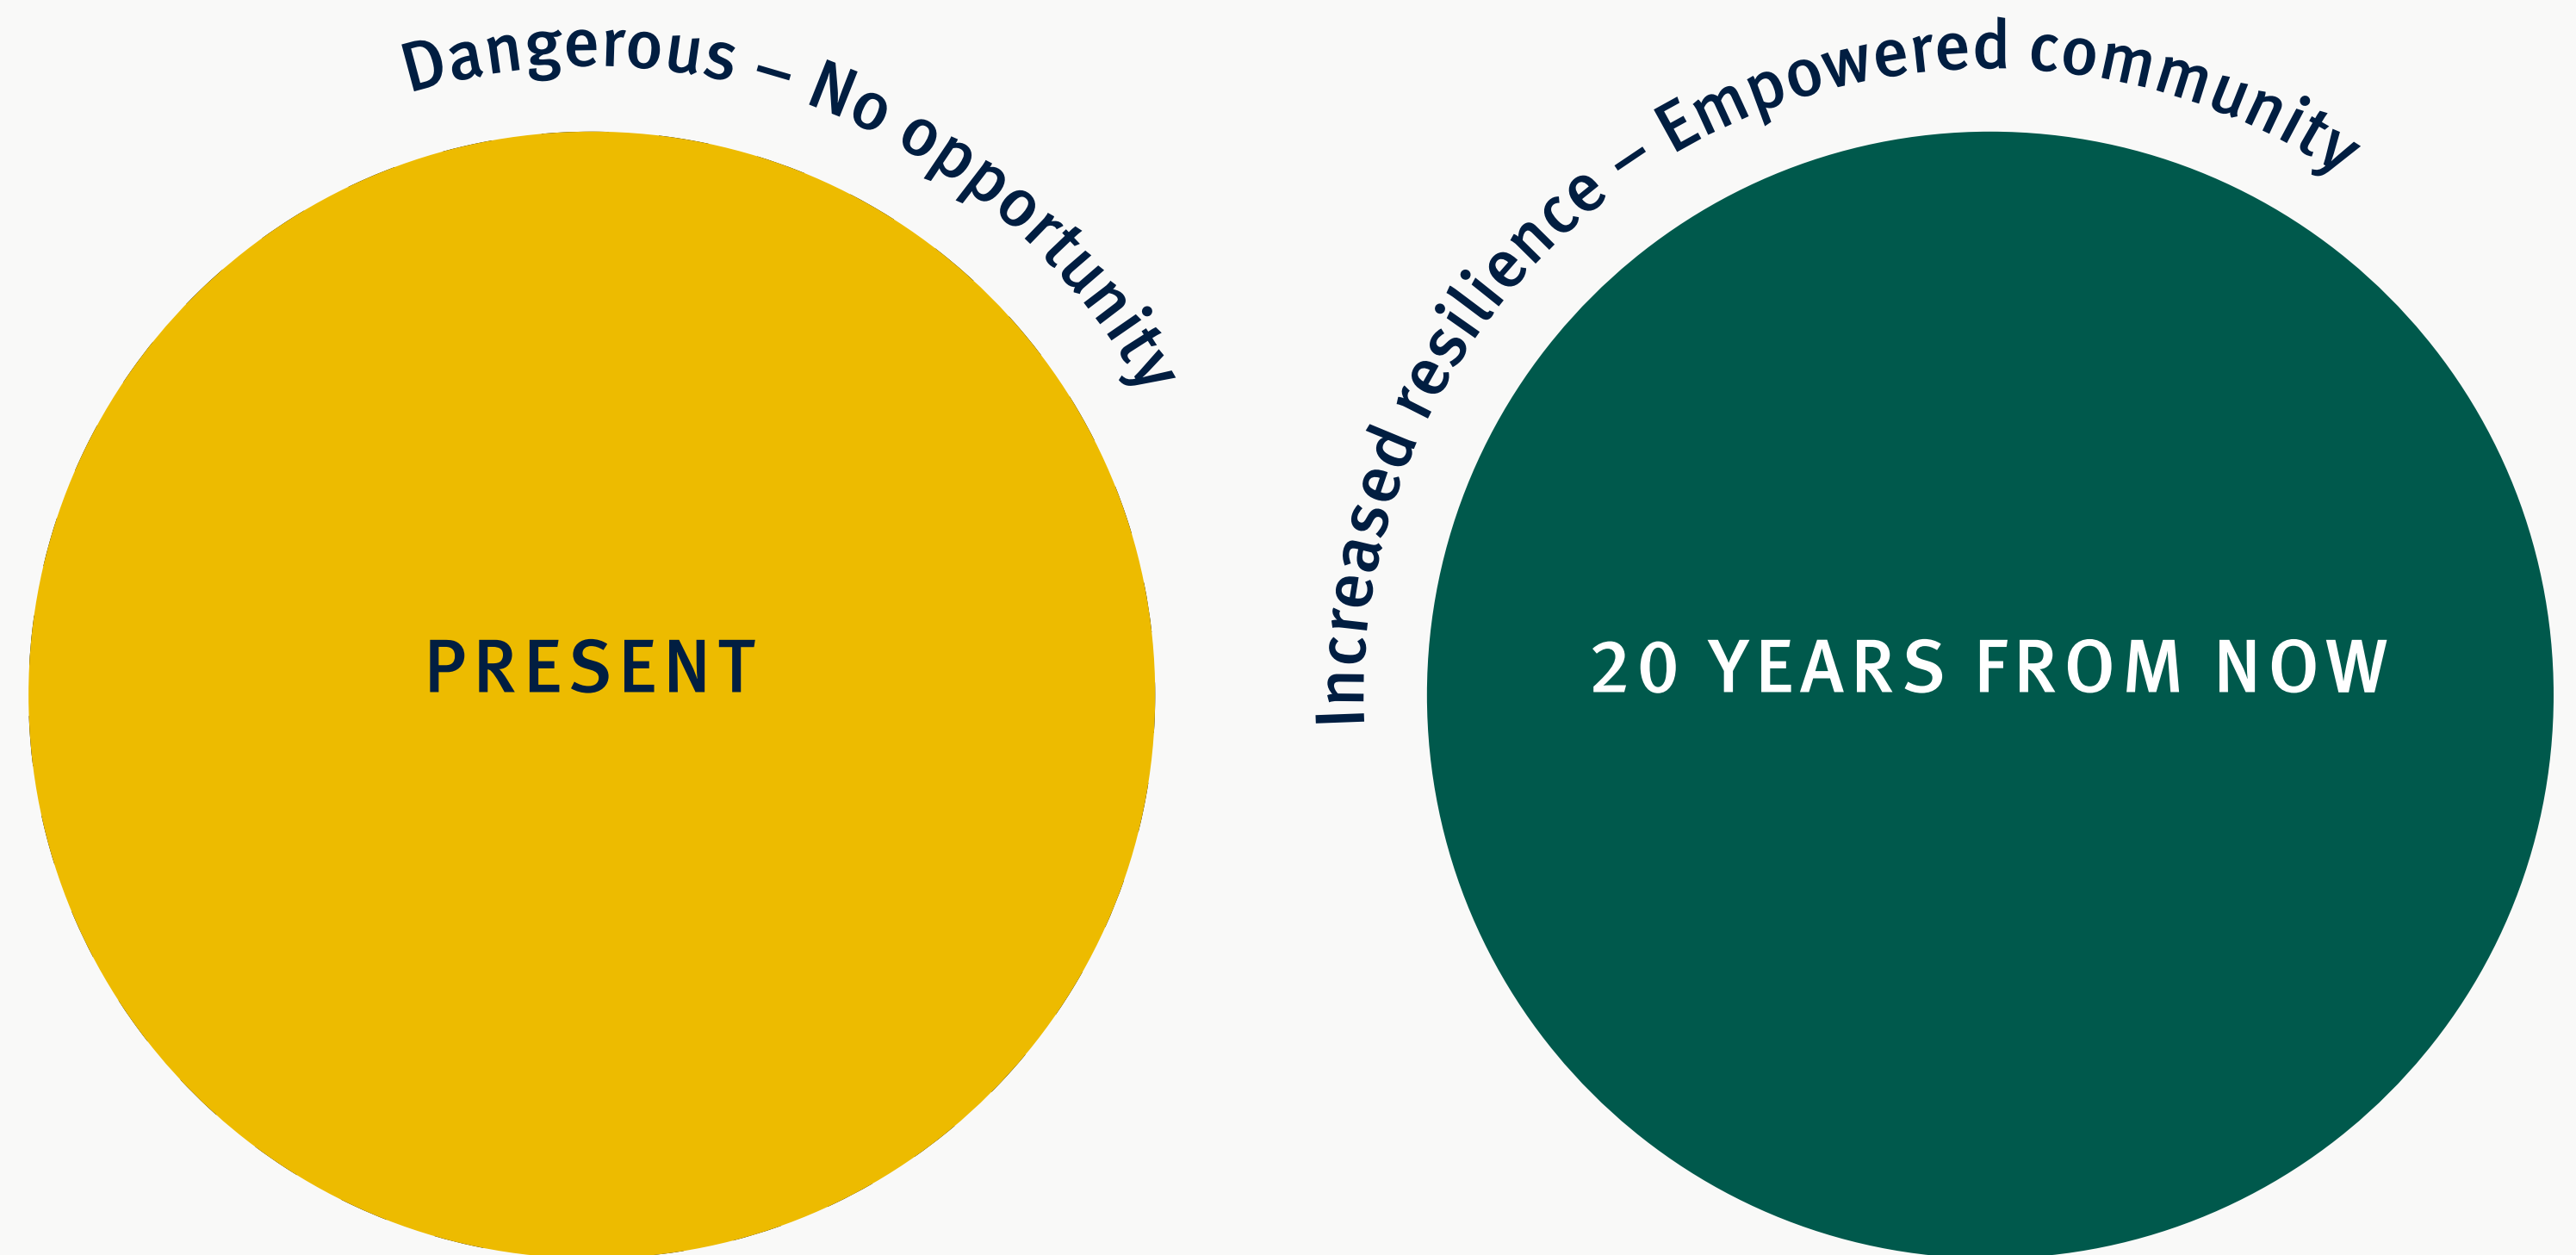 Dangerous – No opportunity
PRESENT
Increased resilience – Empowered community
20 YEARS FROM NOW